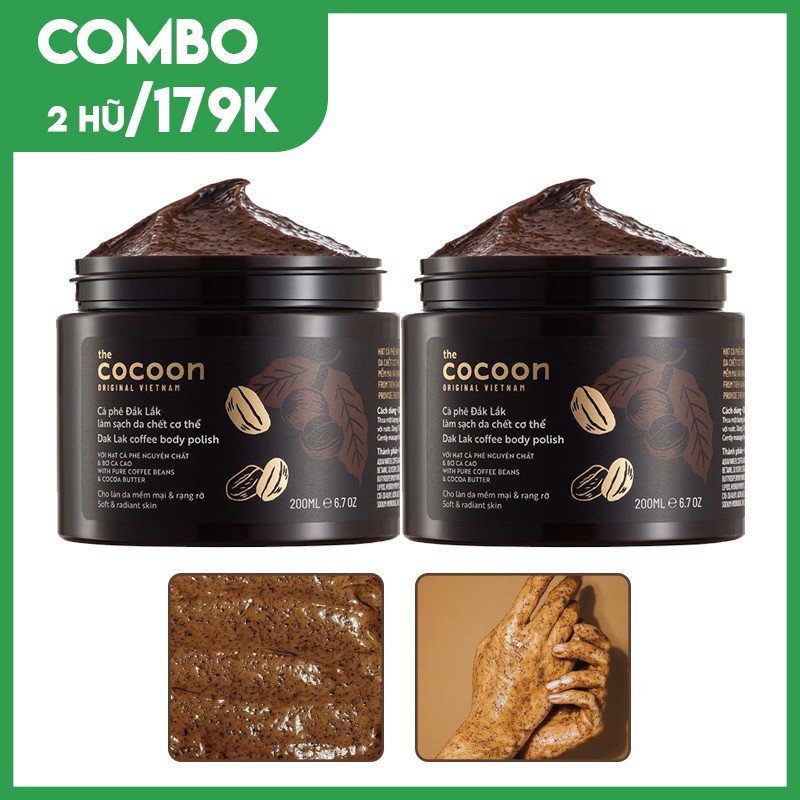 COMBO
2 HŨ/179K
the
cocoon
ORIGINAL VIETNAM
Cà phê Đắk Lắk
làm sạch da chết cơ thể
Dak Lak coffee body polish
VỚI HẠT CÀ PHÊ NGUYÊN CHẤT
& BƠ CA CAO
WITH PURE COFFEE BEANS
& COCOA BUTTER
Cho làn da mềm mại & rạng rỡ
Soft & radiant skin
200ML ℮ 6.7 OZ
the
cocoon
ORIGINAL VIETNAM
Cà phê Đắk Lắk
làm sạch da chết cơ thể
Dak Lak coffee body polish
VỚI HẠT CÀ PHÊ NGUYÊN CHẤT
& BƠ CA CAO
WITH PURE COFFEE BEANS
& COCOA BUTTER
Cho làn da mềm mại & rạng rỡ
Soft & radiant skin
200ML ℮ 6.7 OZ